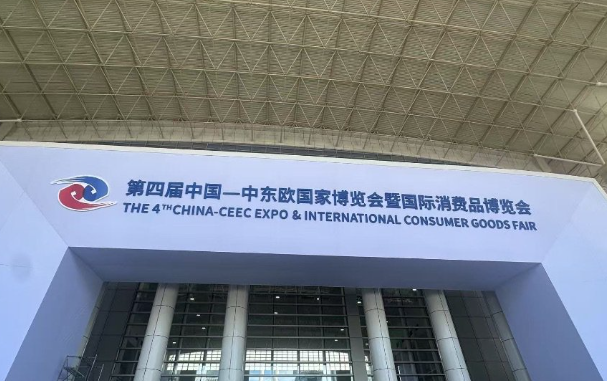 第四届中国—中东欧国家博览会暨国际消费品博览会
THE 4TH CHINA-CEEC EXPO & INTERNATIONAL CONSUMER GOODS FAIR